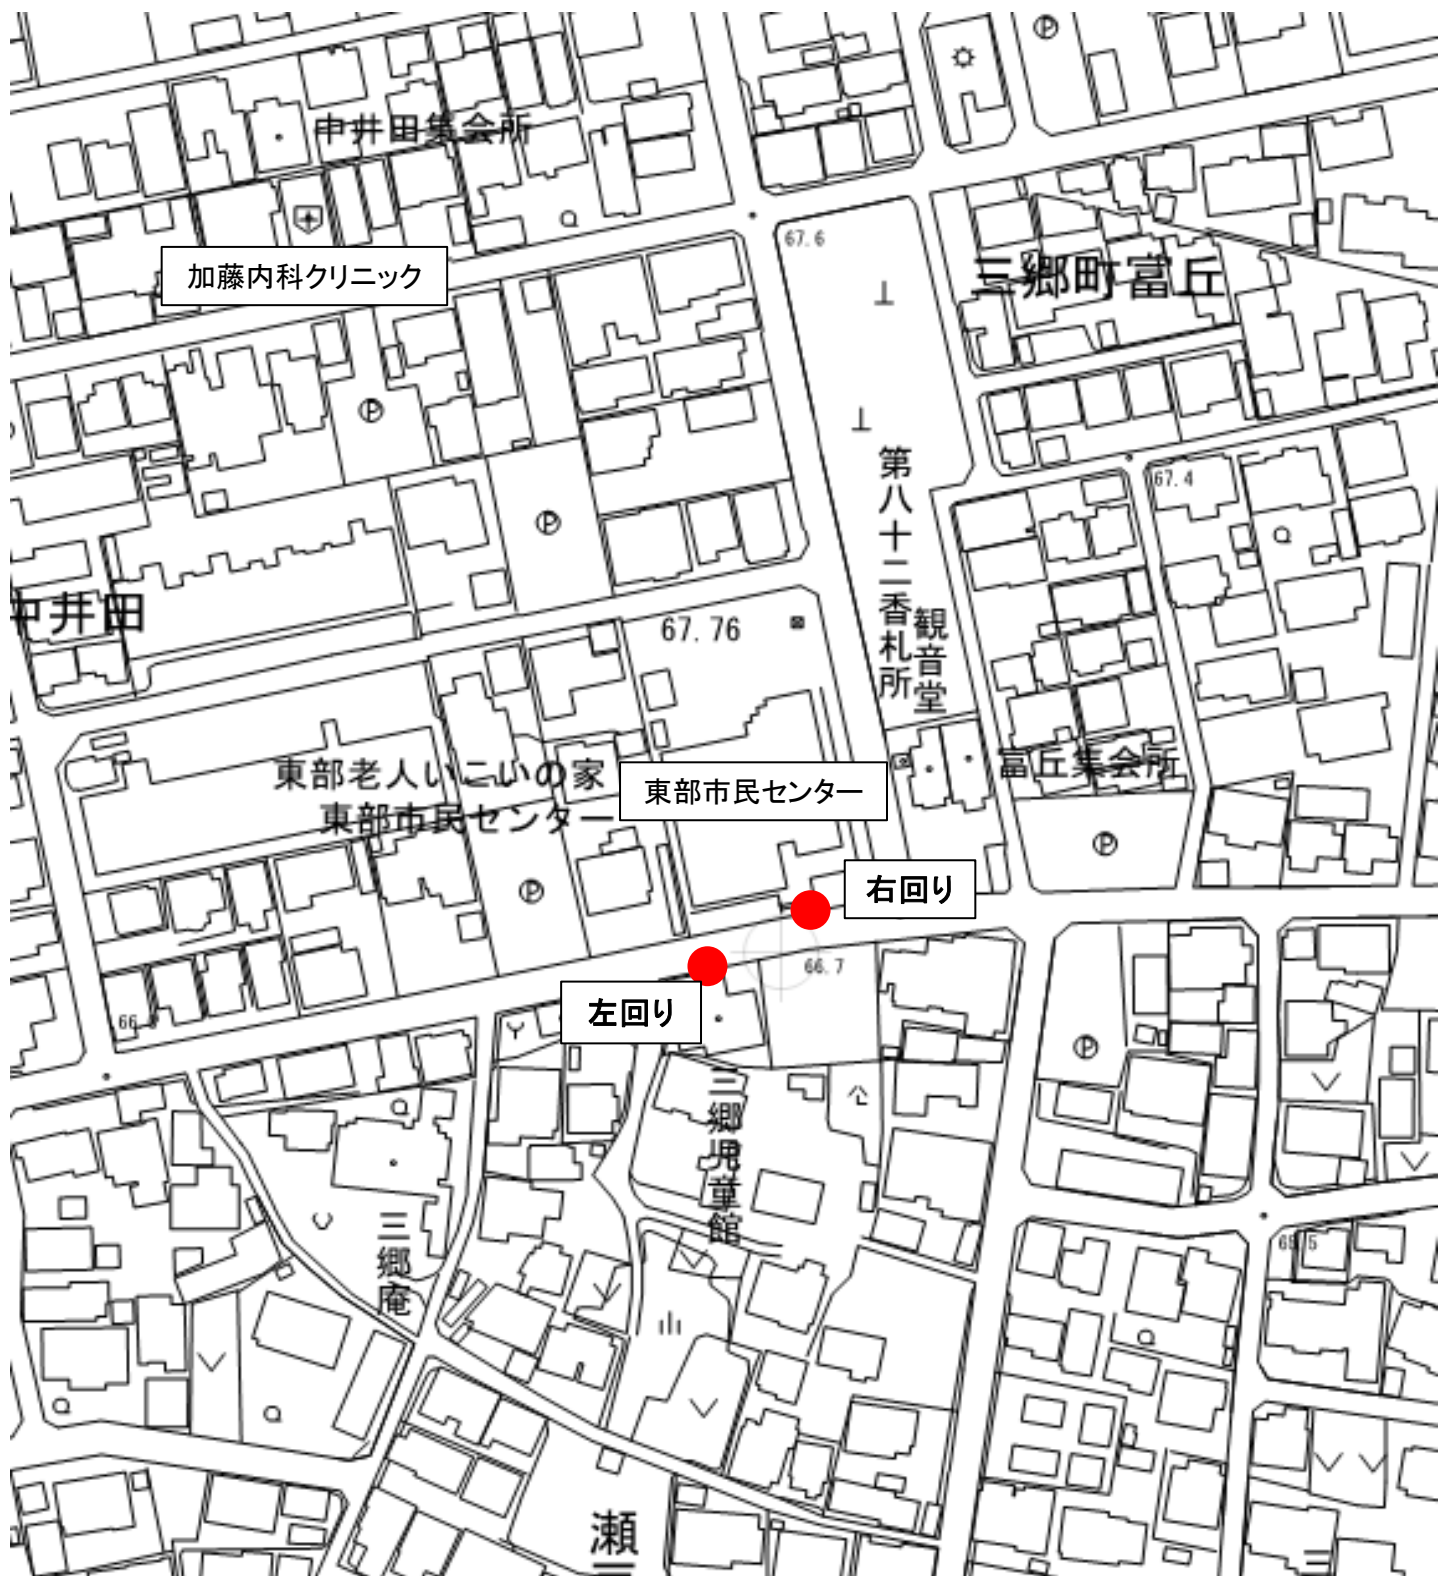 中井田集会所
加藤内科クリニック
67.6
三郷町富丘
67.4
第八十二香札所
観音堂
中井田
67.76
東部老人いこいの家
東部市民センター
東部市民センター
富丘集会所
右回り
左回り
66.7
三郷児童館
三郷庵
瀬